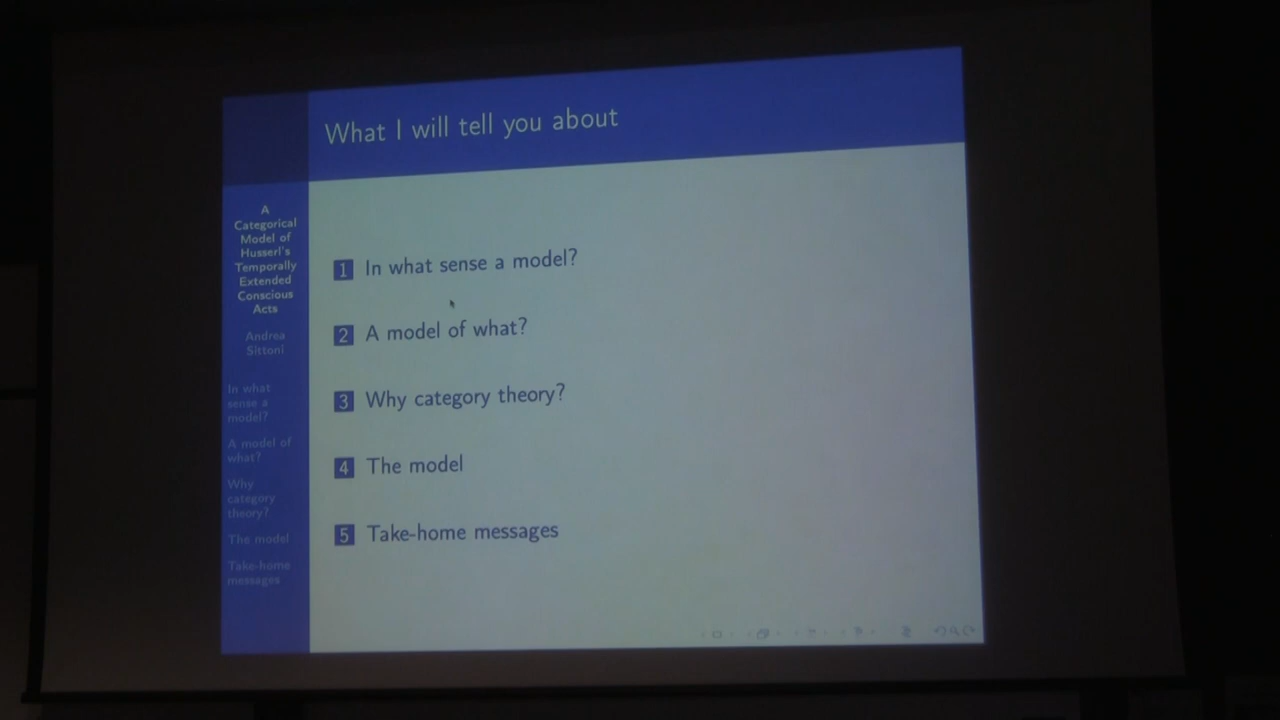 What I will tell you about
A
Categorical
Model of
Husserl's
Temporally
Extended
Conscious
Acts
Andrea
Sittoni
In what
sense a
model?
A model of
what?
Why
category
theory?
The model
Take-home
messages
1 In what sense a model?
2 A model of what?
3 Why category theory?
4 The model
5 Take-home messages